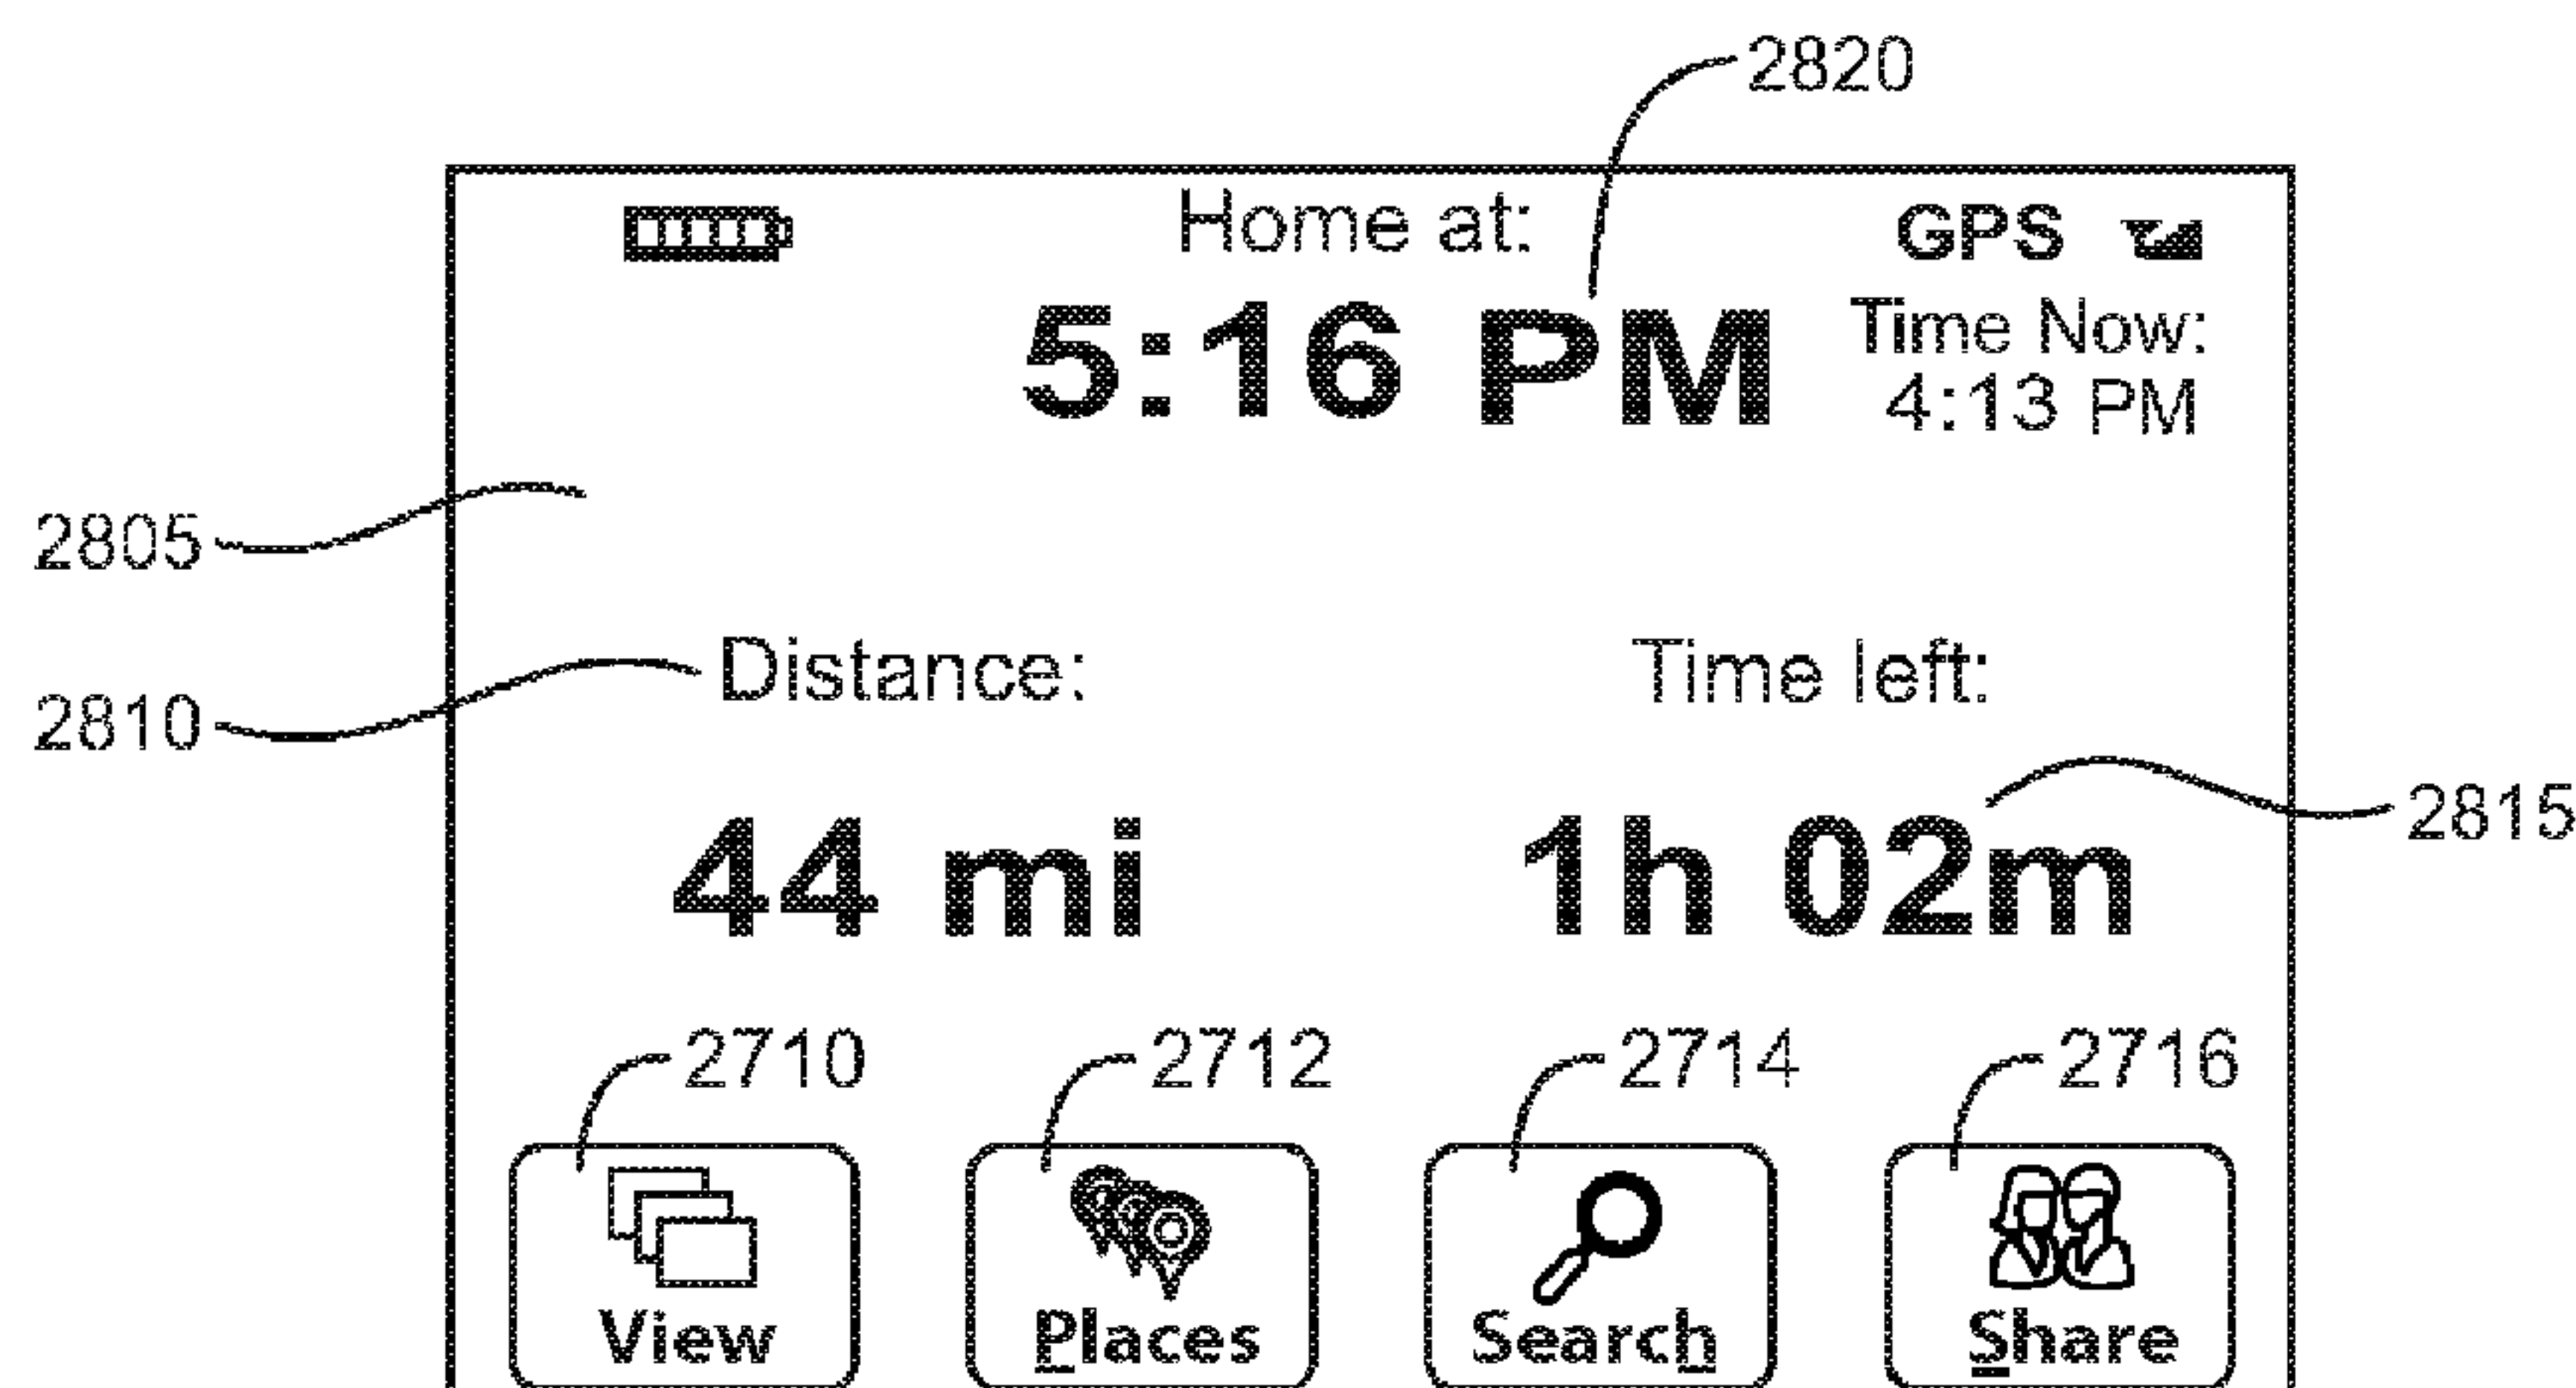 2820
Home at:
GPS
5:16 PM
Time Now:
4:13 PM
2805
Distance:
Time left:
2810
2815
44 mi
1h 02m
2710
2712
2714
2716
View
Places
Search
Share